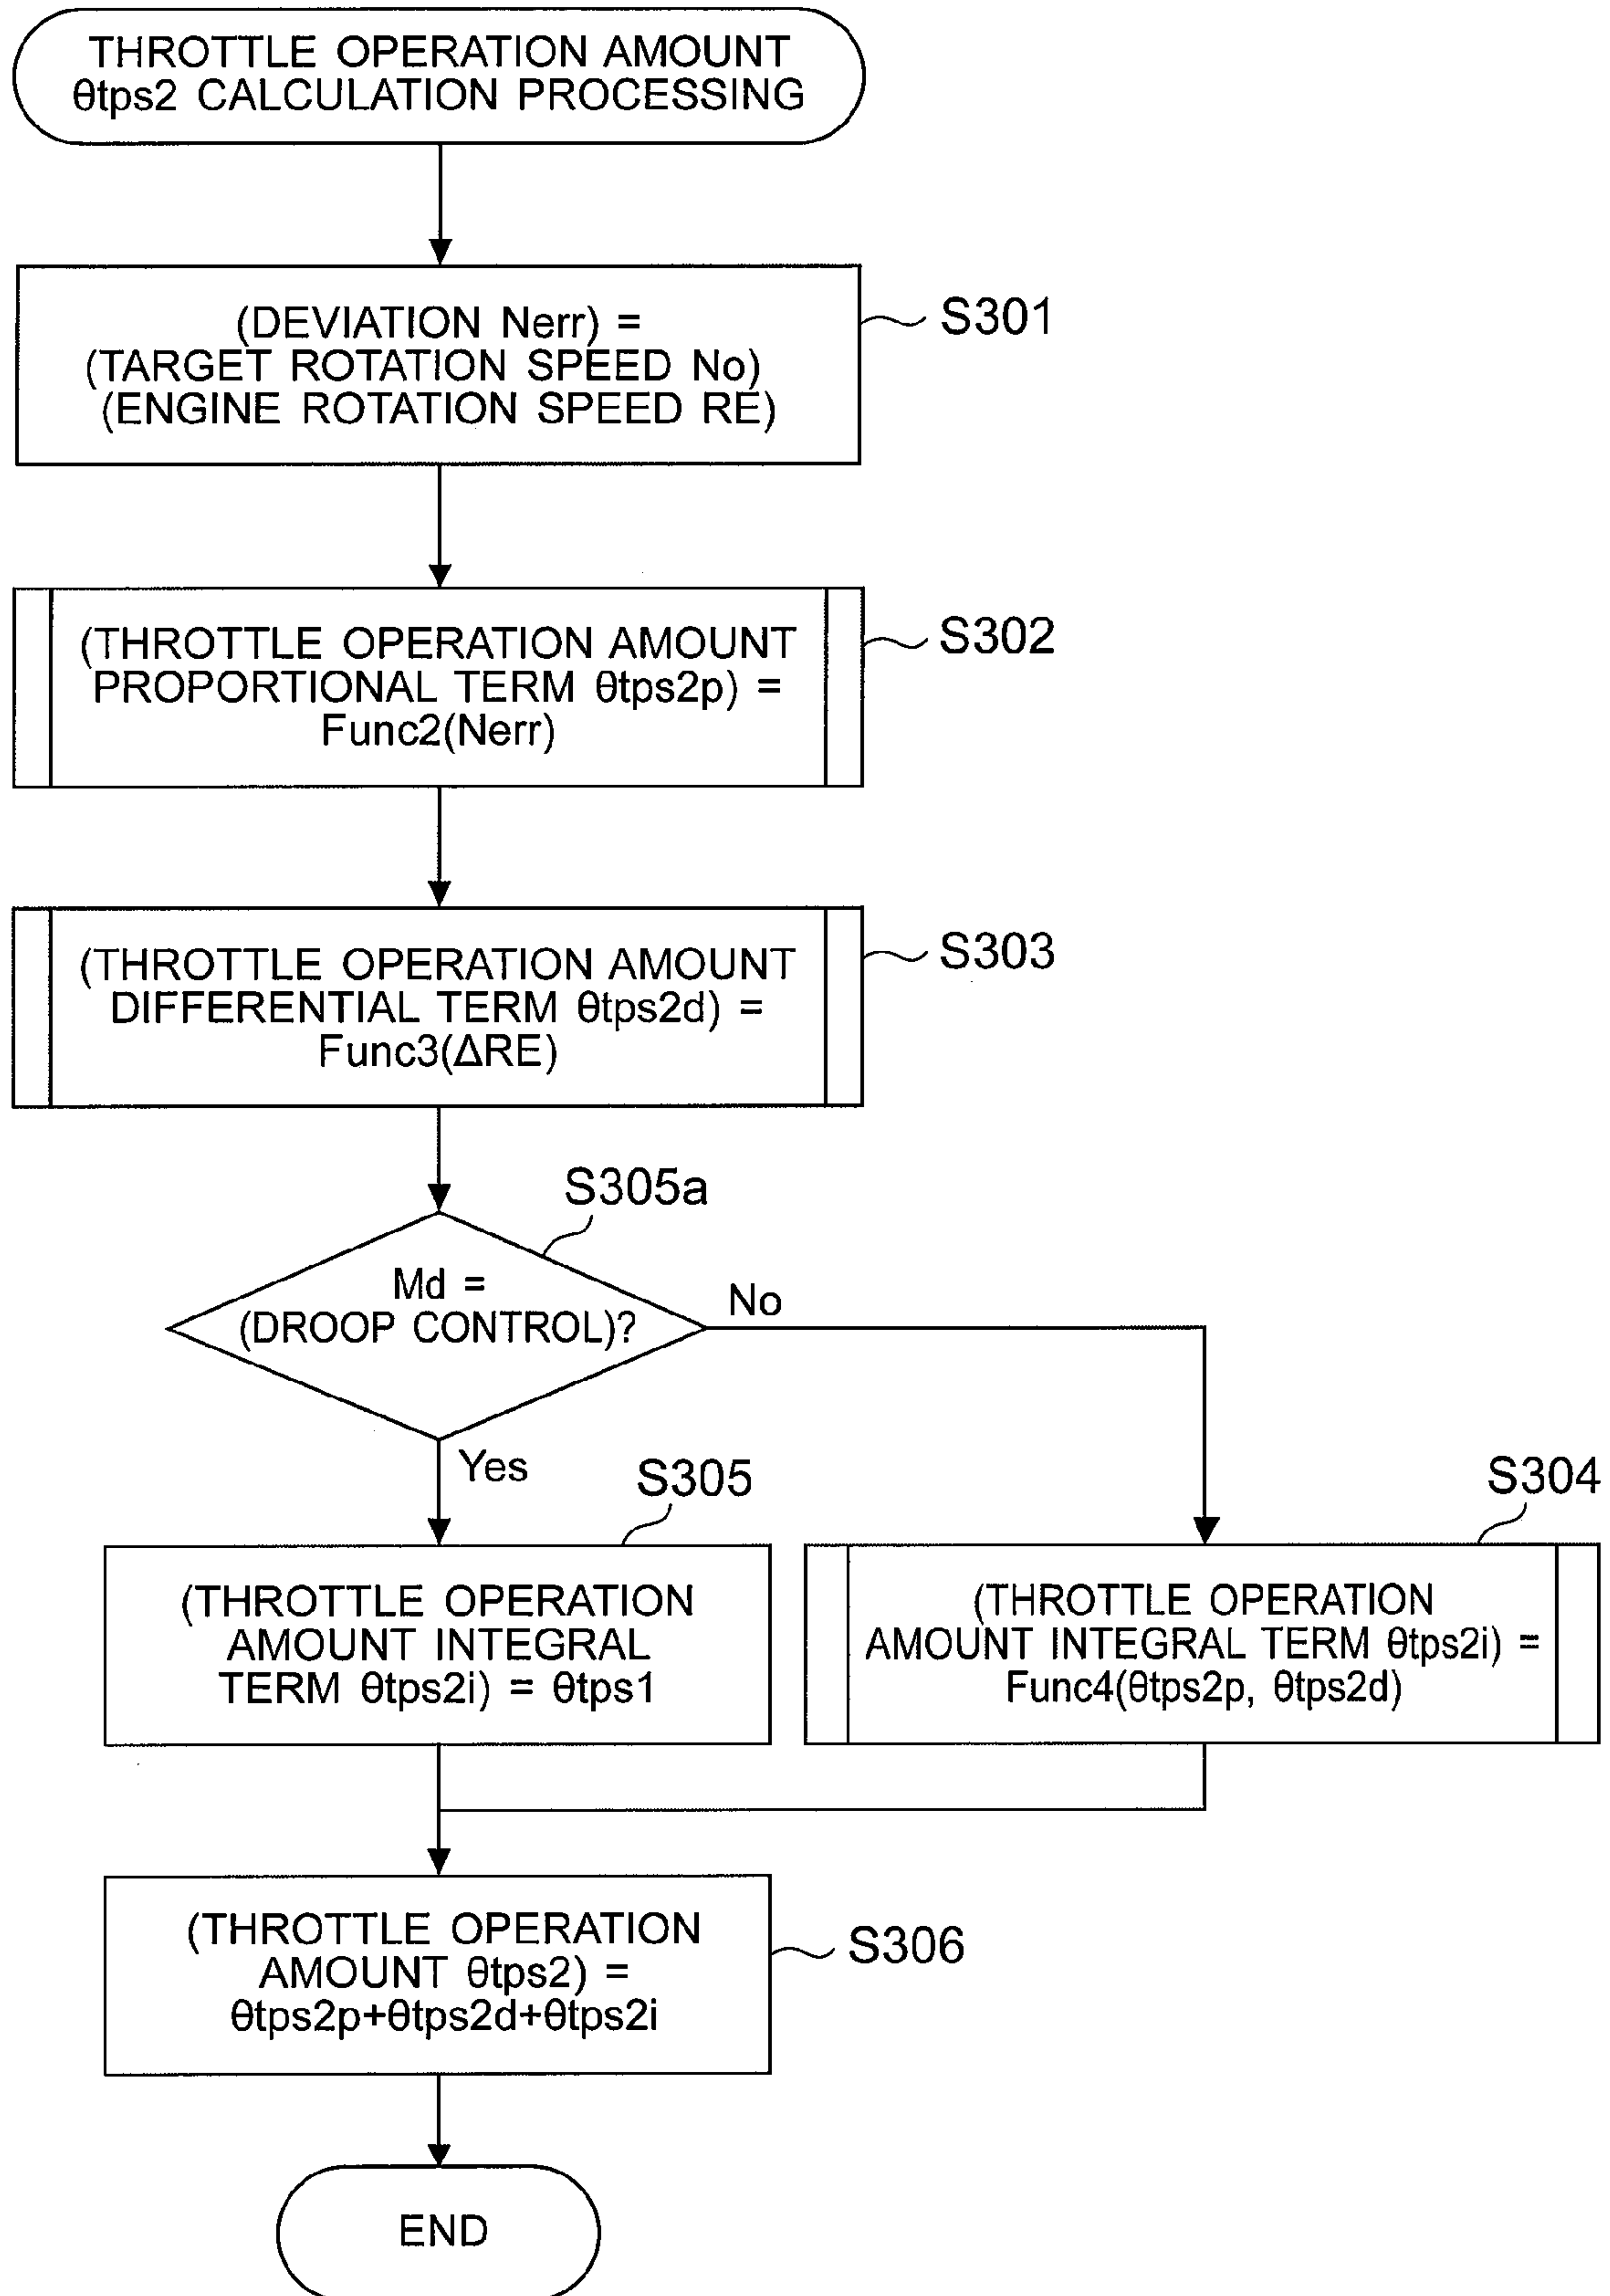 THROTTLE OPERATION AMOUNT
θtps2 CALCULATION PROCESSING
(DEVIATION Nerr) =
(TARGET ROTATION SPEED No)
(ENGINE ROTATION SPEED RE)
S301
(THROTTLE OPERATION AMOUNT
PROPORTIONAL TERM θtps2p) =
Func2(Nerr)
S302
(THROTTLE OPERATION AMOUNT
DIFFERENTIAL TERM θtps2d) =
Func3(ΔRE)
S303
S305a
Md =
(DROOP CONTROL)?
No
Yes
S305
(THROTTLE OPERATION
AMOUNT INTEGRAL
TERM θtps2i) = θtps1
S304
(THROTTLE OPERATION
AMOUNT INTEGRAL TERM θtps2i) =
Func4(θtps2p, θtps2d)
(THROTTLE OPERATION
AMOUNT θtps2) =
θtps2p+θtps2d+θtps2i
S306
END